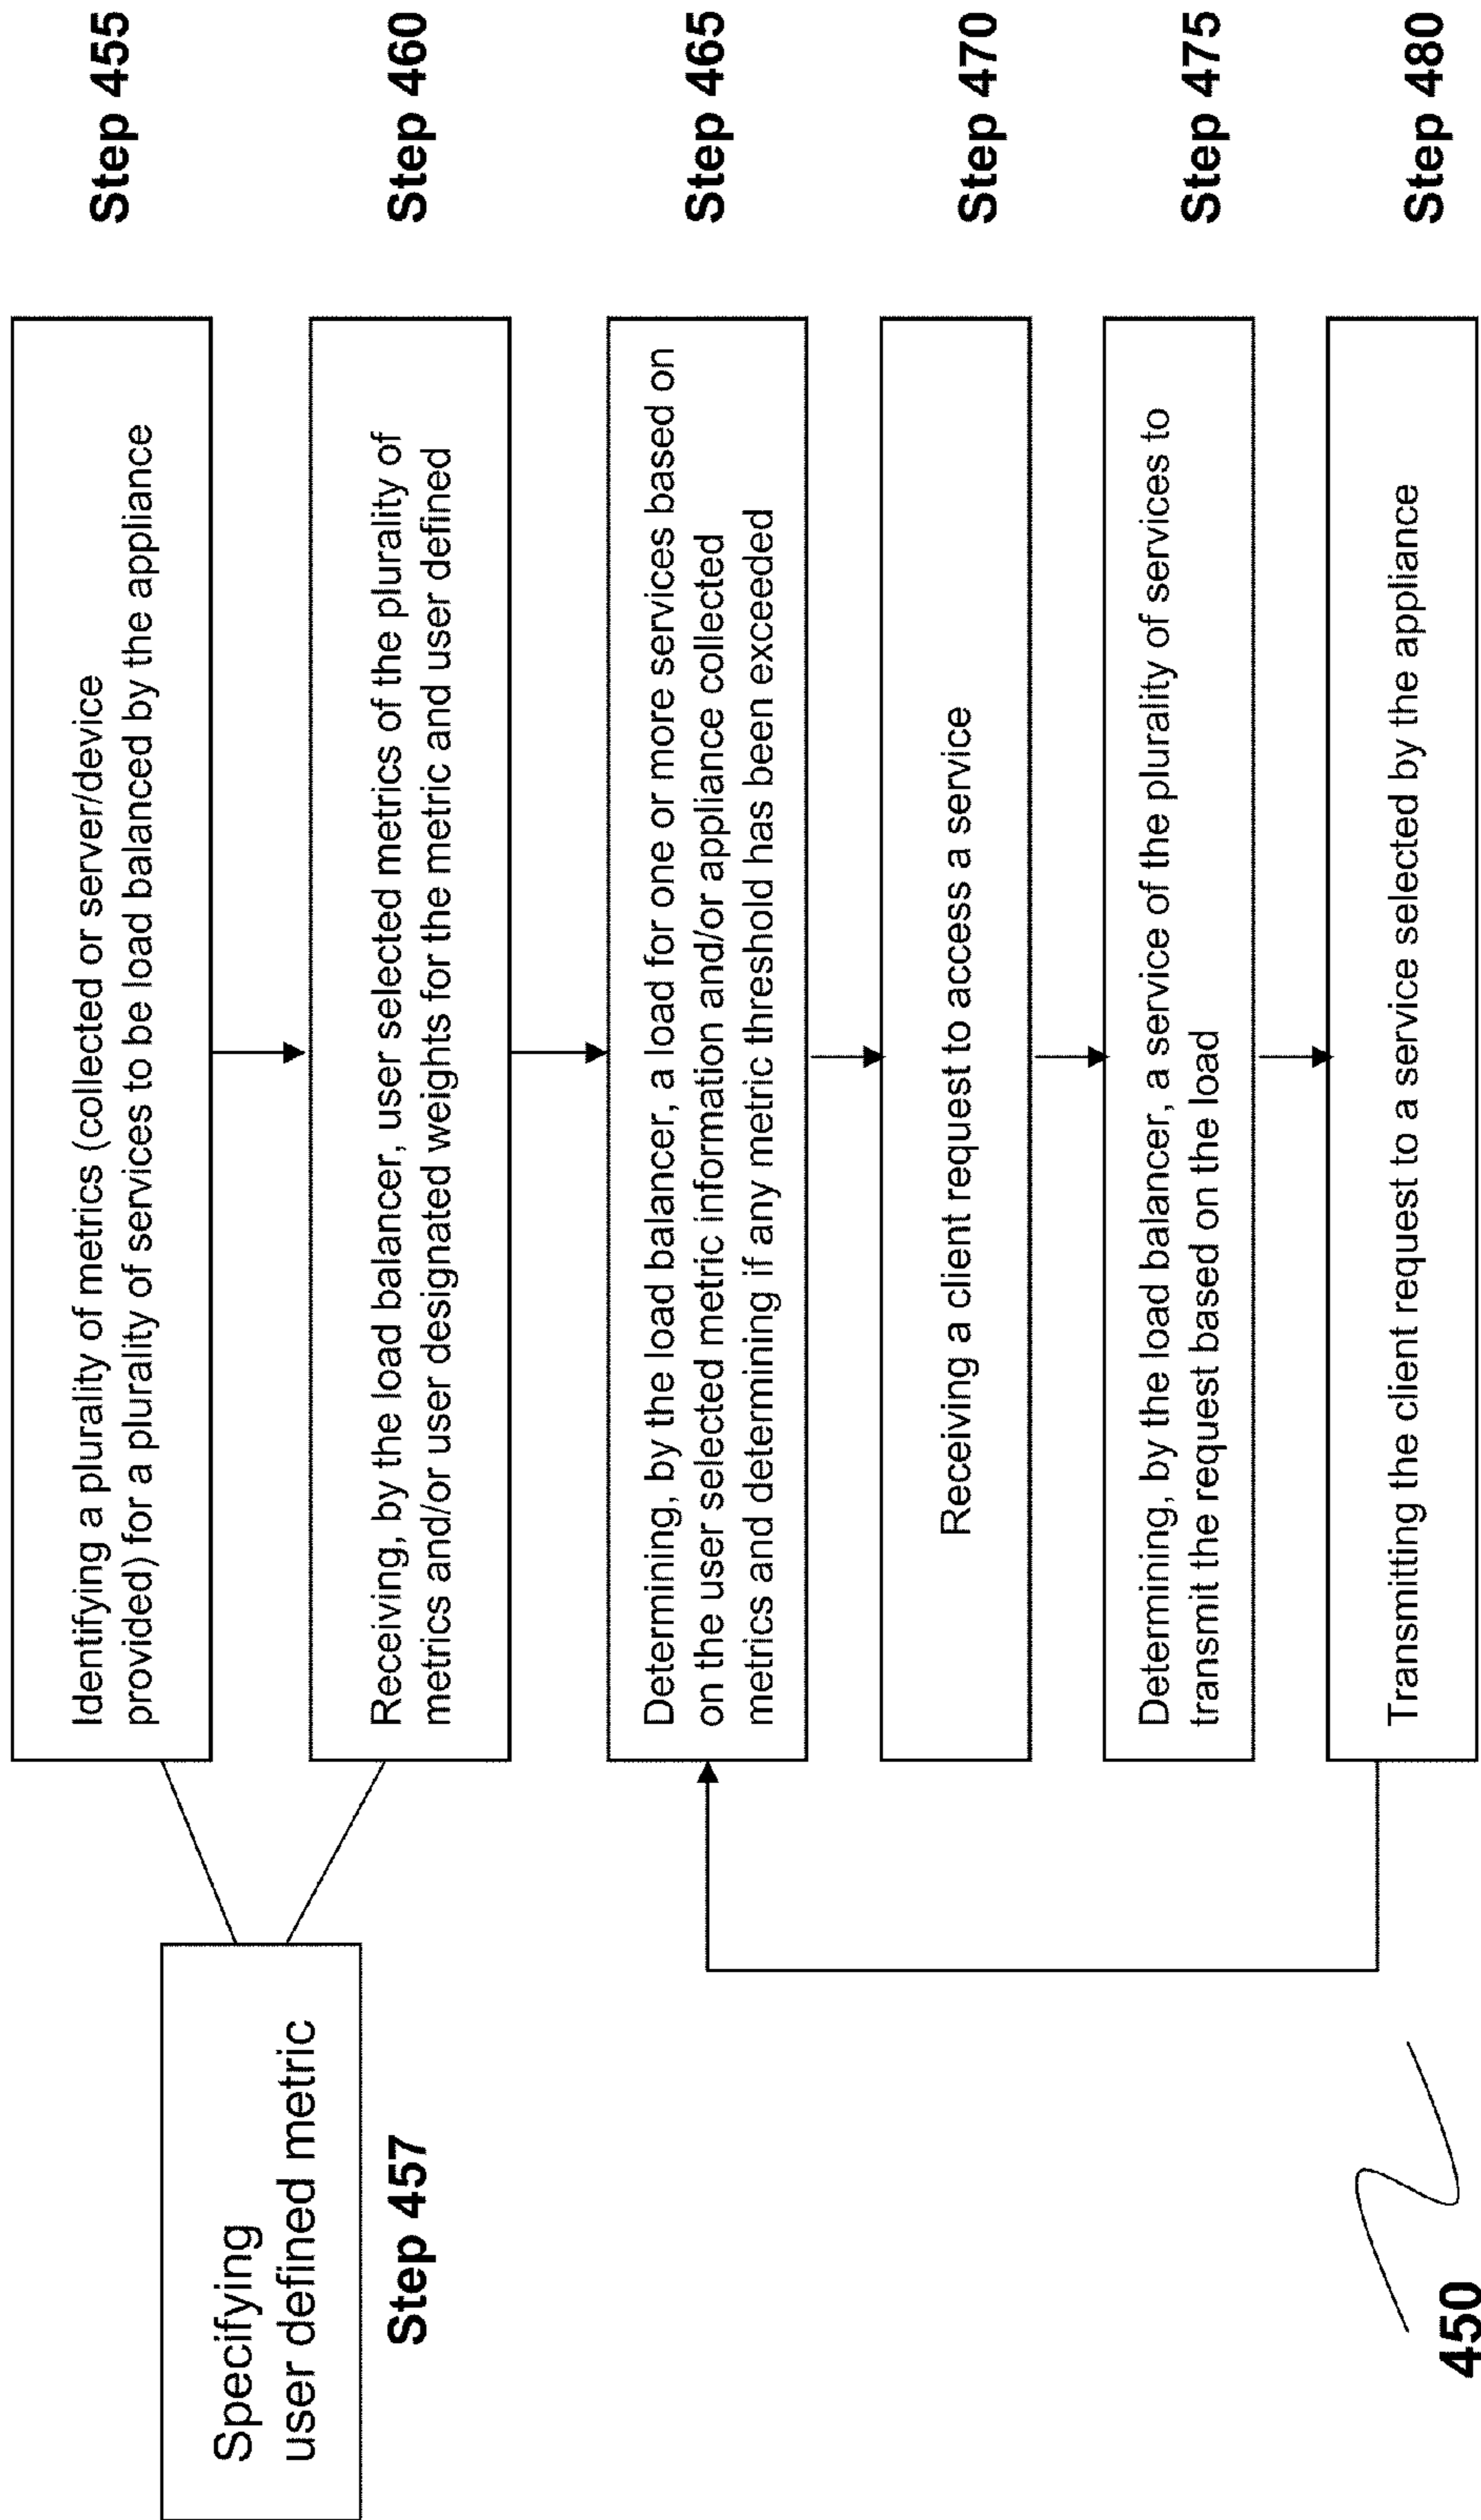 Identifying a plurality of metrics (collected or server/device
provided) for a plurality of services to be load balanced by the appliance
Step 455
Specifying
user defined metric
Step 457
Receiving, by the load balancer, user selected metrics of the plurality of
metrics and/or user designated weights for the metric and user defined
Step 460
Determining, by the load balancer, a load for one or more services based on
on the user selected metric information and/or appliance collected
metrics and determining if any metric threshold has been exceeded
Step 465
Receiving a client request to access a service
Step 470
Determining, by the load balancer, a service of the plurality of services to
transmit the request based on the load
Step 475
Transmitting the client request to a service selected by the appliance
Step 480
450